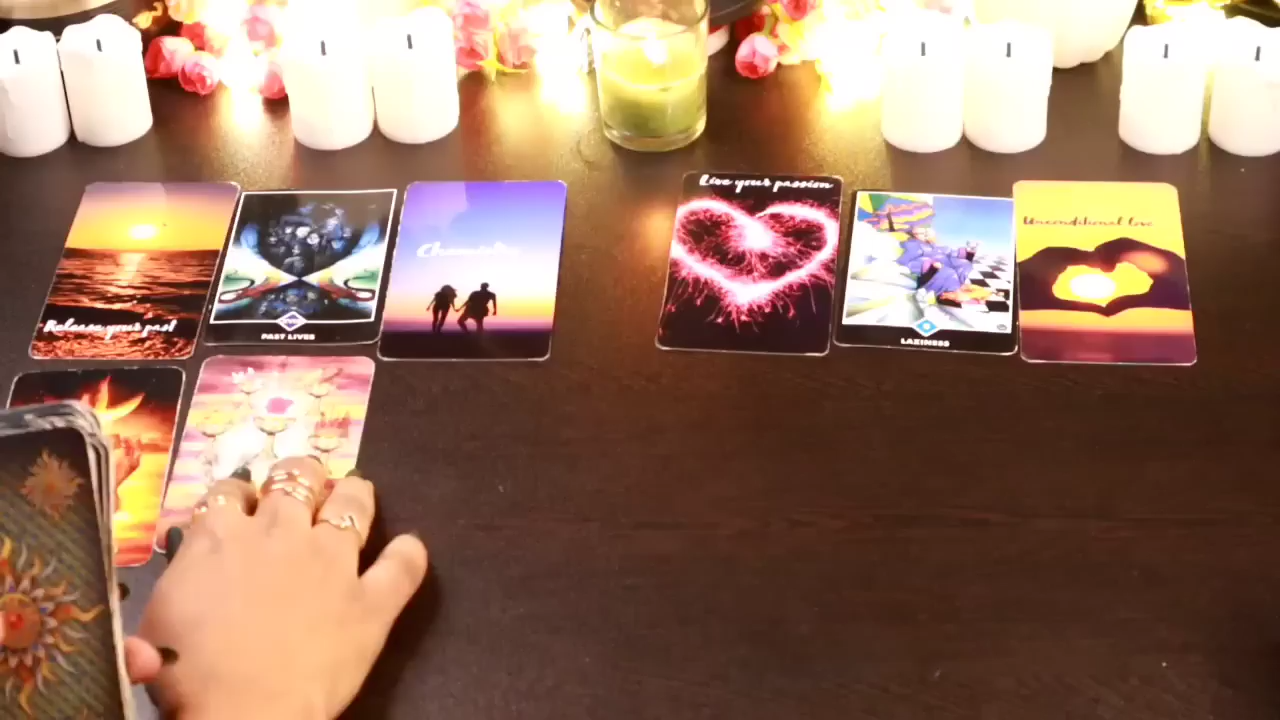 Release your past
PAST LIVES
Live your passion
LAZINESS
Unconditional love